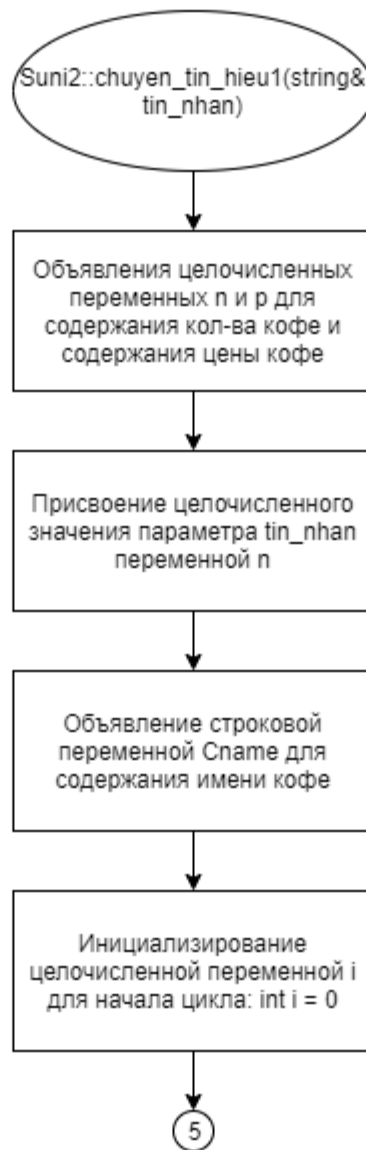 Suni2::chuyen_tin_hieu1(string&
tin_nhan)
Объявления целочисленных
переменных n и p для
содержания кол-ва кофе и
содержания цены кофе
Присвоение целочисленного
значения параметра tin_nhan
переменной n
Объявление строковой
переменной Cname для
содержания имени кофе
Инициализирование
целочисленной переменной i
для начала цикла: int i = 0
5